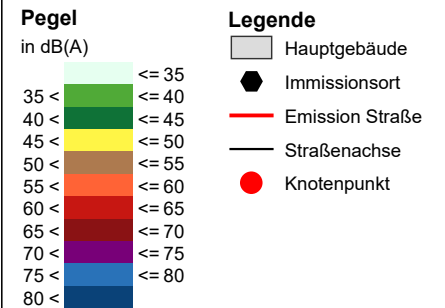 Pegel
in dB(A)
<= 35
35 < <= 40
40 < <= 45
45 < <= 50
50 < <= 55
55 < <= 60
60 < <= 65
65 < <= 70
70 < <= 75
75 < <= 80
80 <
Legende
Hauptgebäude
Immissionsort
Emission Straße
Straßenachse
Knotenpunkt